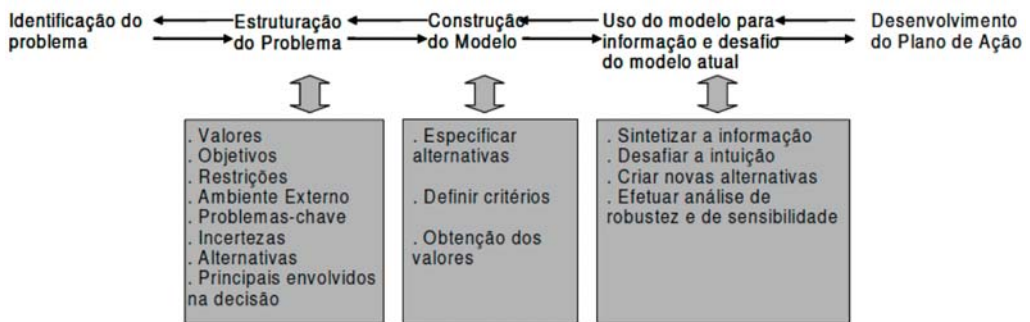 Identificação do
problema
Estruturação
do Problema
Construção
do Modelo
Uso do modelo para
informação e desafio
do modelo atual
Desenvolvimento
do Plano de Ação
. Valores
. Objetivos
. Restrições
. Ambiente Externo
. Problemas-chave
. Incertezas
. Alternativas
. Principais envolvidos
na decisão
. Especificar
alternativas
. Definir critérios
. Obtenção dos
valores
. Sintetizar a informação
. Desafiar a intuição
. Criar novas alternativas
. Efetuar análise de
robustez e de sensibilidade